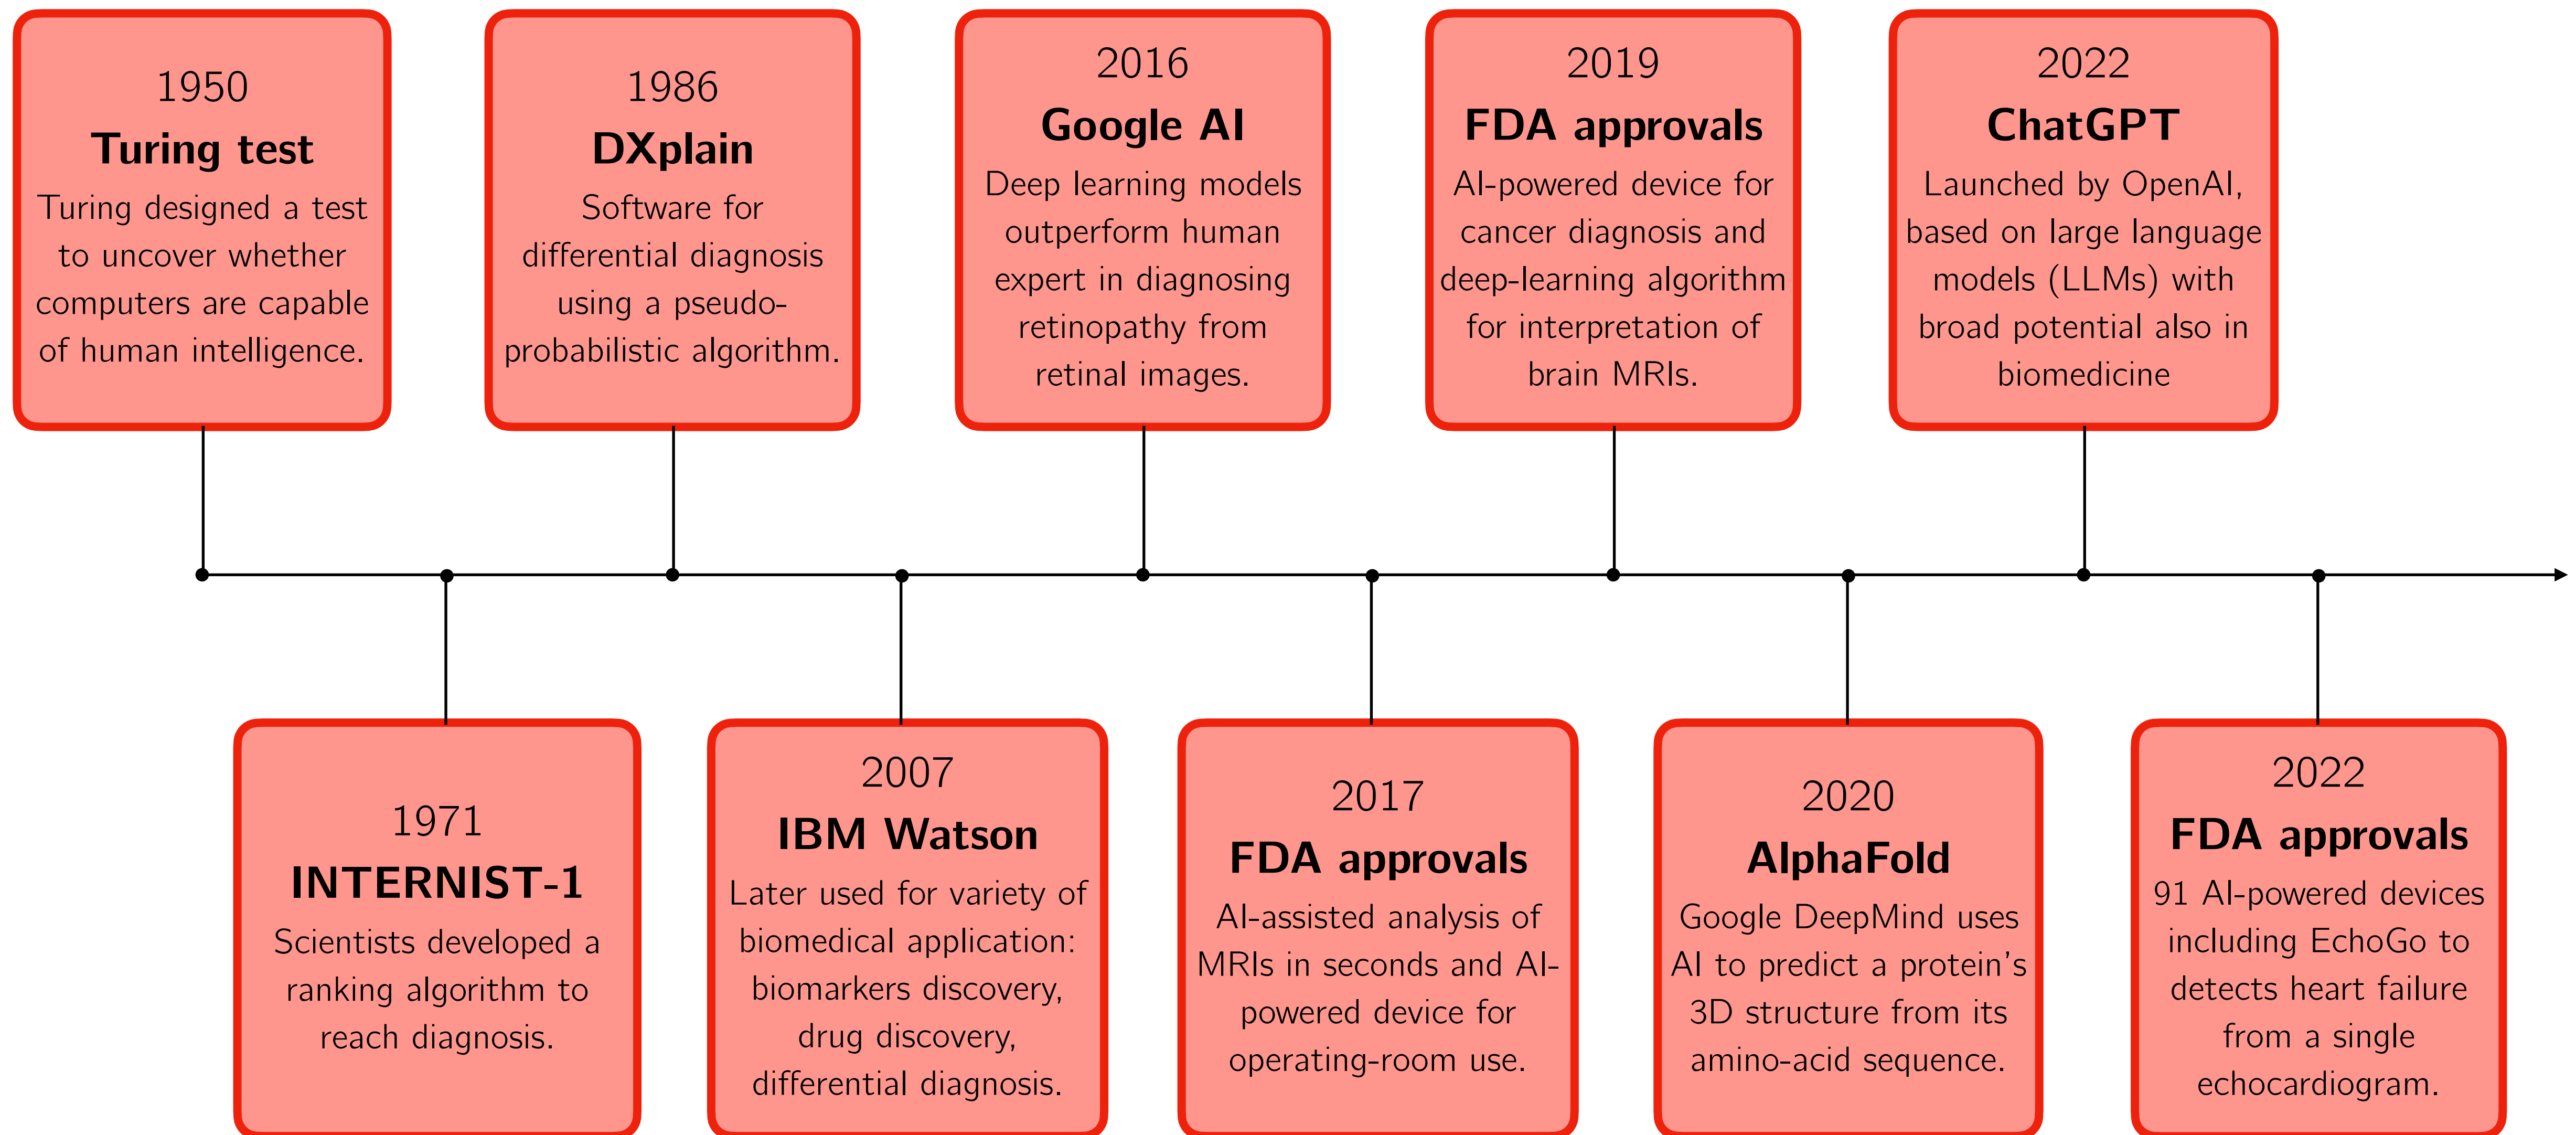 1950
Turing test
Turing designed a test
to uncover whether
computers are capable
of human intelligence.
1986
DXplain
Software for
differential diagnosis
using a pseudo-
probabilistic algorithm.
2016
Google AI
Deep learning models
outperform human
expert in diagnosing
retinopathy from
retinal images.
2019
FDA approvals
AI-powered device for
cancer diagnosis and
deep-learning algorithm
for interpretation of
brain MRIs.
2022
ChatGPT
Launched by OpenAI,
based on large language
models (LLMs) with
broad potential also in
biomedicine
1971
INTERNIST-1
Scientists developed a
ranking algorithm to
reach diagnosis.
2007
IBM Watson
Later used for variety of
biomedical application:
biomarkers discovery,
drug discovery,
differential diagnosis.
2017
FDA approvals
AI-assisted analysis of
MRIs in seconds and AI-
powered device for
operating-room use.
2020
AlphaFold
Google DeepMind uses
AI to predict a protein's
3D structure from its
amino-acid sequence.
2022
FDA approvals
91 AI-powered devices
including EchoGo to
detects heart failure
from a single
echocardiogram.